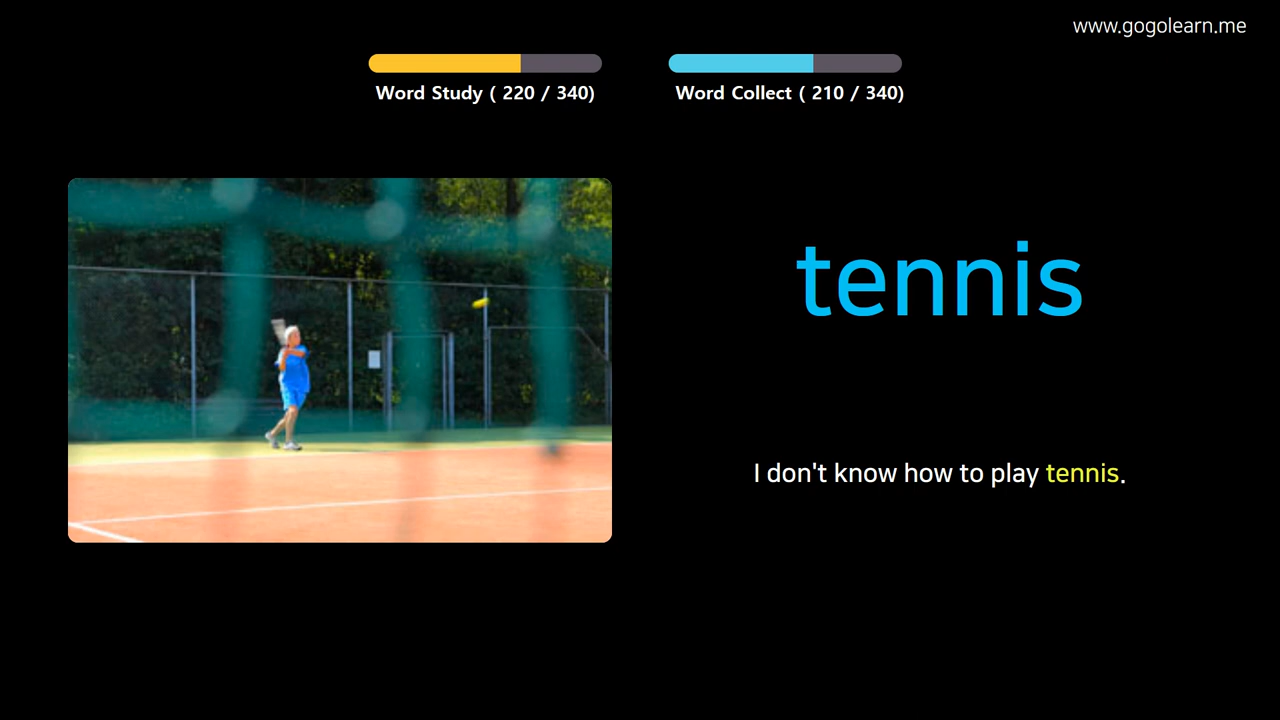 www.gogolearn.me
Word Study ( 220 / 340)
Word Collect ( 210 / 340)
tennis
I don't know how to play tennis.